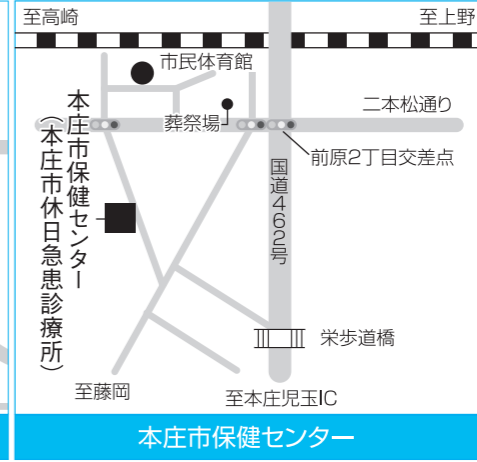 至高崎
至上野
市民体育館
二本松通り
葬祭場
前原2丁目交差点
本庄市保健センター
（本庄市休日急患診療所）
国道462号
栄歩道橋
至藤岡
至本庄児玉IC
本庄市保健センター